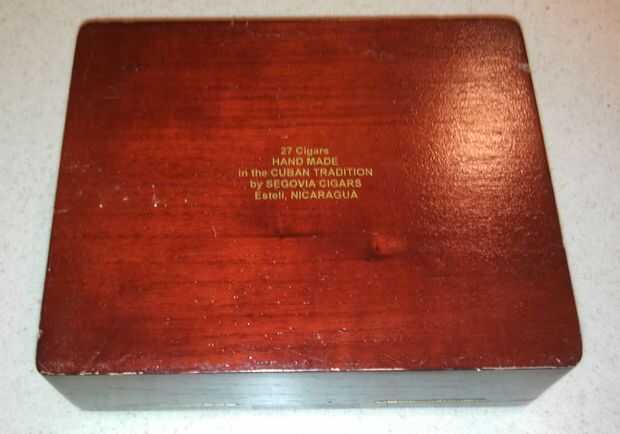 27 Cigars
HAND MADE
in the CUBAN TRADITION
by SEGOVIA CIGARS
Esteli, NICARAGUA